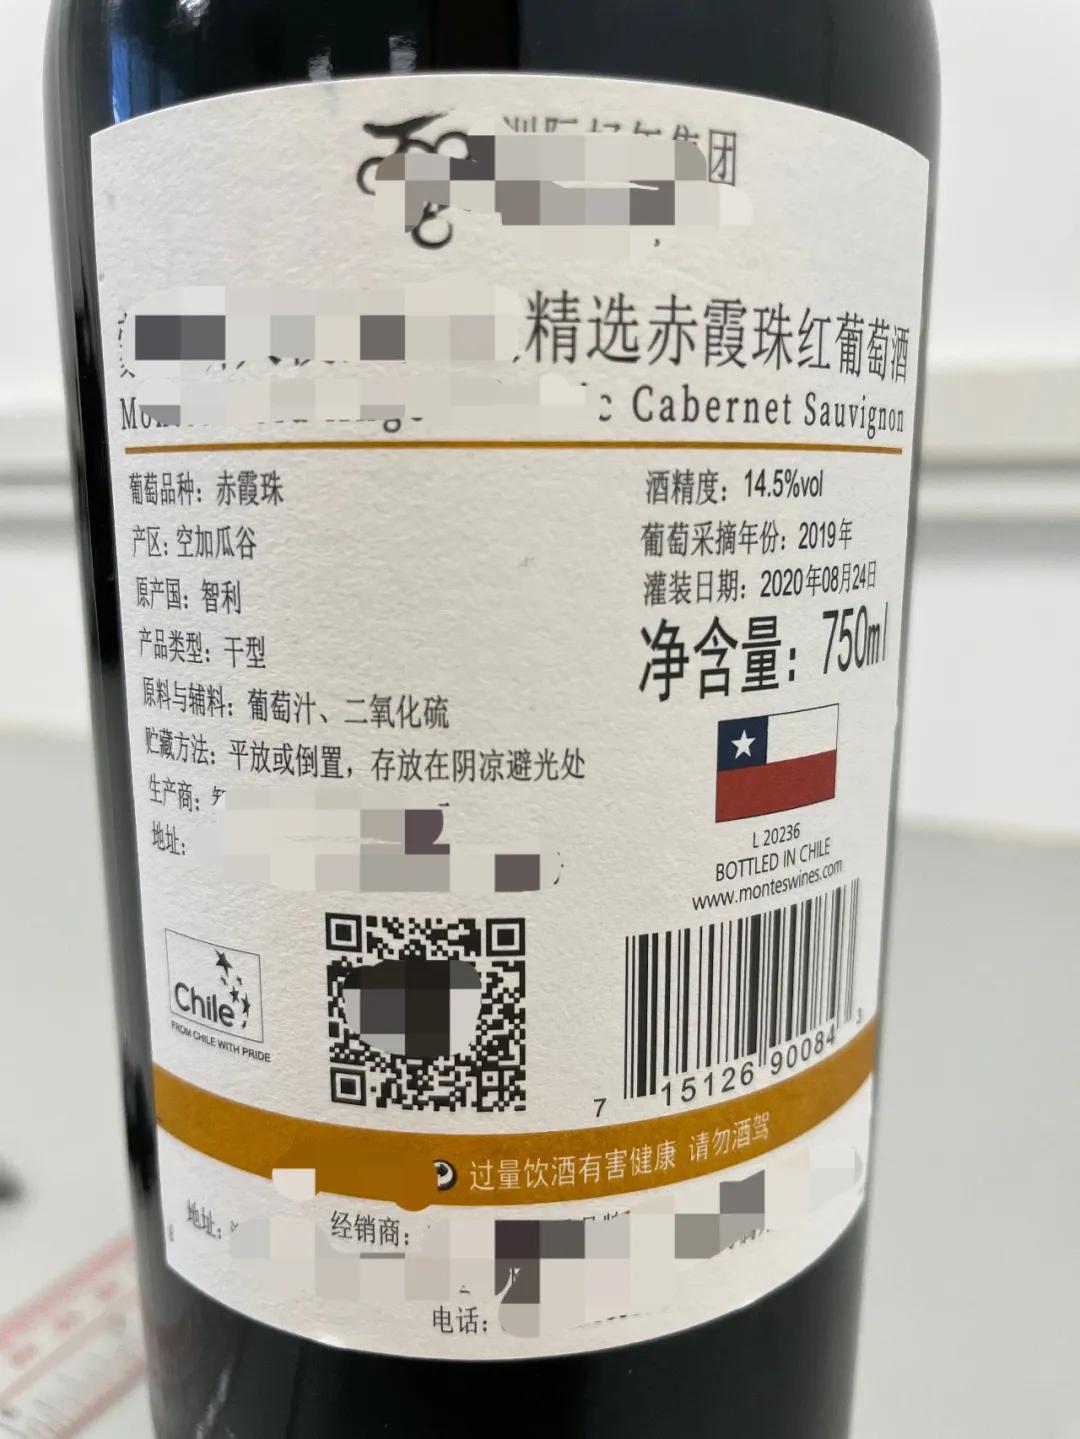 集团
精选赤霞珠红葡萄酒
Cabernet Sauvignon
葡萄品种：赤霞珠
产区：空加瓜谷
原产国：智利
产品类型：干型
原料与辅料：葡萄汁、二氧化硫
贮藏方法：平放或倒置，存放在阴凉避光处
生产商：
地址：
酒精度：14.5%vol
葡萄采摘年份：2019年
灌装日期：2020年08月24日
净含量：750ml
L 20236
BOTTLED IN CHILE
www.monteswines.com
Chile
FROM CHILE WITH PRIDE
7 15126 90084 3
过量饮酒有害健康 请勿酒驾
经销商：
地址：
电话：